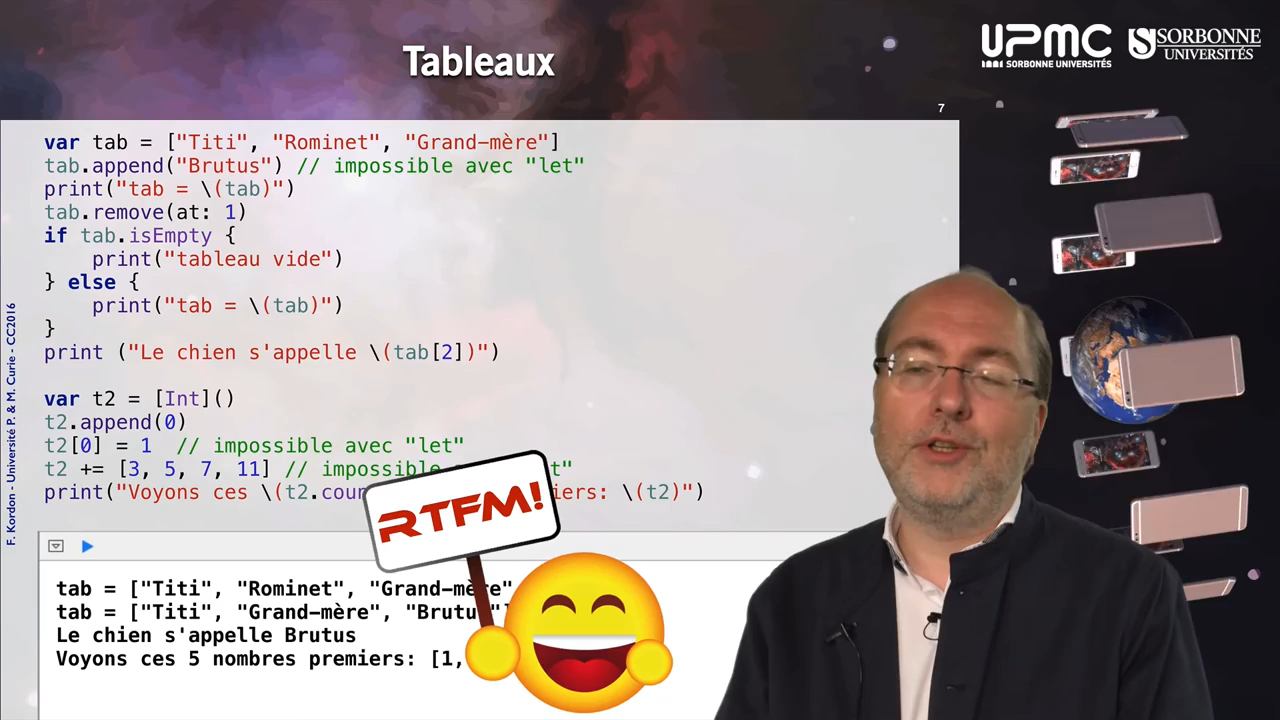 Tableaux
UPMC
SORBONNE UNIVERSITÉS
SORBONNE
UNIVERSITÉS
7
var tab = ["Titi", "Rominet", "Grand-mère"]
tab.append("Brutus") // impossible avec "let"
print("tab = \(tab)")
tab.remove(at: 1)
if tab.isEmpty {
print("tableau vide")
} else {
print("tab = \(tab)")
}
print ("Le chien s'appelle \(tab[2])")
var t2 = [Int]()
t2.append(0)
t2[0] = 1 // impossible avec "let"
t2 += [3, 5, 7, 11] // impossible
print("Voyons ces \(t2.coun \(t2)")
RTFM!
tab = ["Titi", "Rominet", "Grand-mère"
tab = ["Titi", "Grand-mère", "Brutus"]
Le chien s'appelle Brutus
Voyons ces 5 nombres premiers: [1,
F. Kordon - Université P. & M. Curie - CC2016